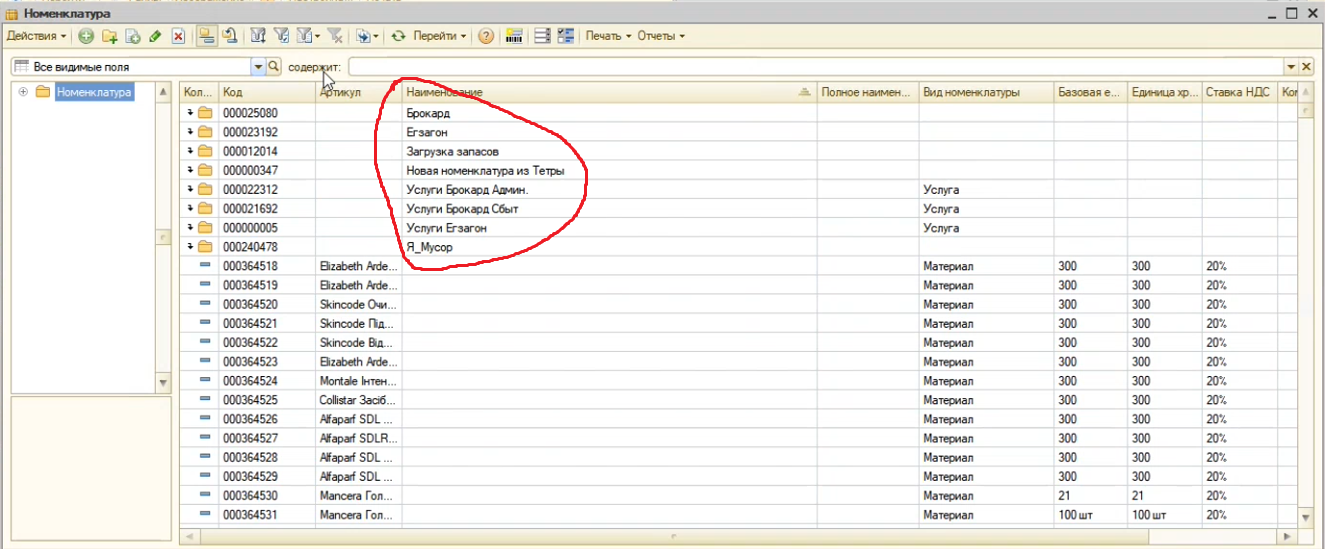 Номенклатура
Действия Перейти Печать Отчеты
Все видимые поля содержит:
Номенклатура
Кол... Код Артикул Наименование Полное наимен... Вид номенклатуры Базовая е... Единица хр... Ставка НДС Ко
000025080 Брокард
000023192 Егзагон
000012014 Загрузка запасов
000000347 Новая номенклатура из Тетры
000022312 Услуги Брокард Админ. Услуга
000021692 Услуги Брокард Сбыт Услуга
000000005 Услуги Егзагон Услуга
000240478 Я_Мусор
000364518 Elizabeth Arde... Материал 300 300 20%
000364519 Elizabeth Arde... Материал 300 300 20%
000364520 Skincode Очи... Материал 300 300 20%
000364521 Skincode Під... Материал 300 300 20%
000364522 Skincode Від... Материал 300 300 20%
000364523 Elizabeth Arde... Материал 300 300 20%
000364524 Montale Інтен... Материал 300 300 20%
000364525 Collistar Засіб... Материал 300 300 20%
000364526 Alfaparf SDL ... Материал 300 300 20%
000364527 Alfaparf SDLR... Материал 300 300 20%
000364528 Alfaparf SDL ... Материал 300 300 20%
000364529 Alfaparf SDL ... Материал 300 300 20%
000364530 Mancera Гол... Материал 21 21 20%
000364531 Mancera Гол... Материал 100 шт 100 шт 20%